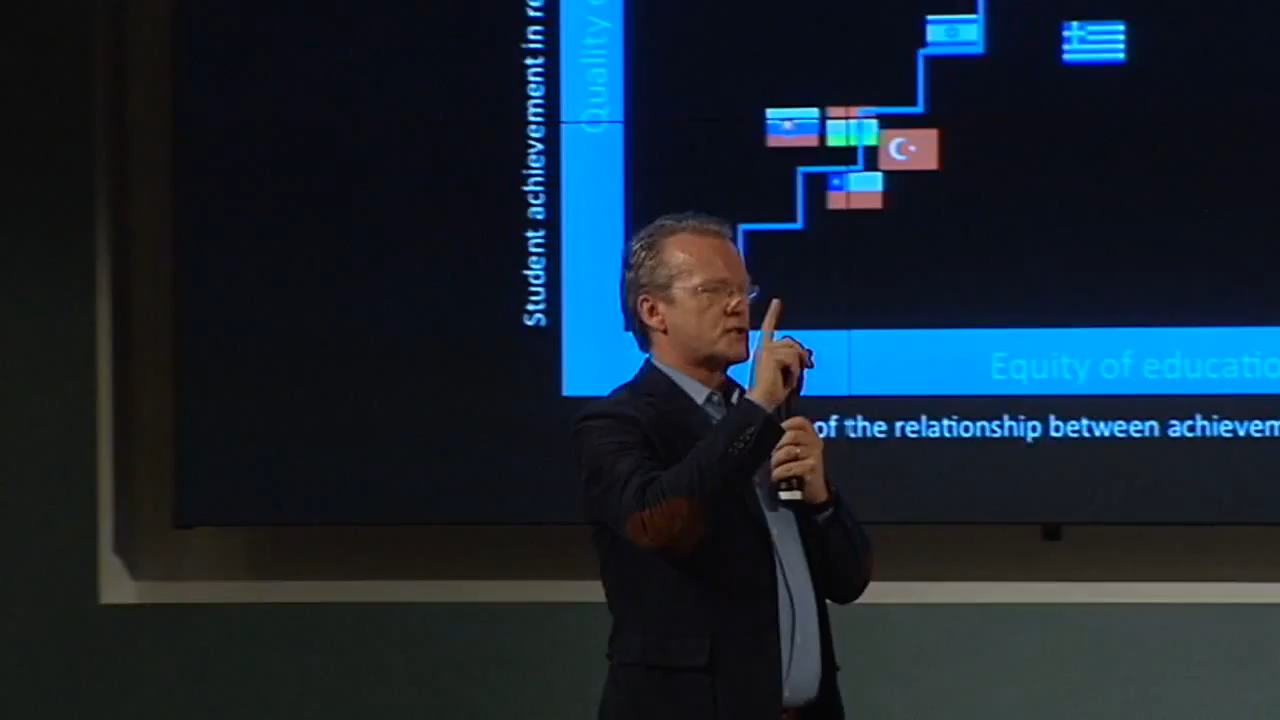 Student achievement in re
Quality o
Equity of educatio
of the relationship between achievem